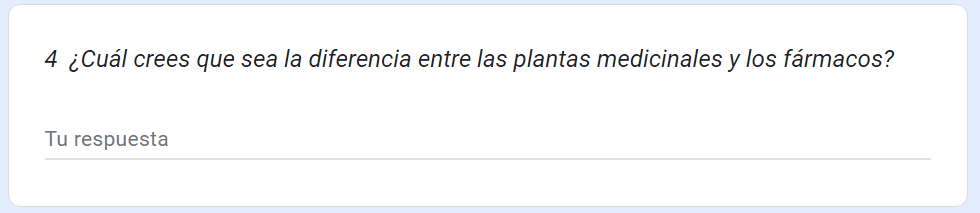 4 ¿Cuál crees que sea la diferencia entre las plantas medicinales y los fármacos?
Tu respuesta